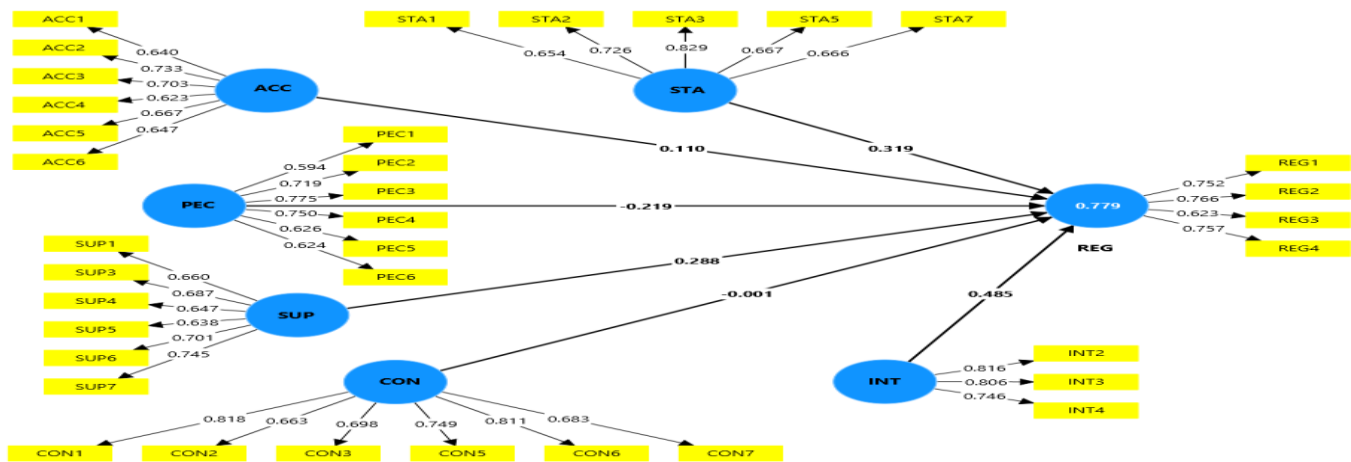 ACC1
ACC2
ACC3
ACC4
ACC5
ACC6
0.640
0.733
0.703
0.623
0.667
0.647
ACC
STA1
STA2
STA3
STA5
STA7
0.654
0.726
0.829
0.667
0.666
STA
0.110
0.319
PEC1
PEC2
PEC3
PEC4
PEC5
PEC6
0.594
0.719
0.775
0.750
0.626
0.624
PEC
-0.219
0.779
REG
0.752
0.766
0.623
0.757
REG1
REG2
REG3
REG4
SUP1
SUP3
SUP4
SUP5
SUP6
SUP7
0.660
0.687
0.647
0.638
0.701
0.745
SUP
0.288
-0.001
0.485
CON
0.818
0.663
0.698
0.749
0.811
0.683
CON1
CON2
CON3
CON5
CON6
CON7
INT
0.816
0.806
0.746
INT2
INT3
INT4